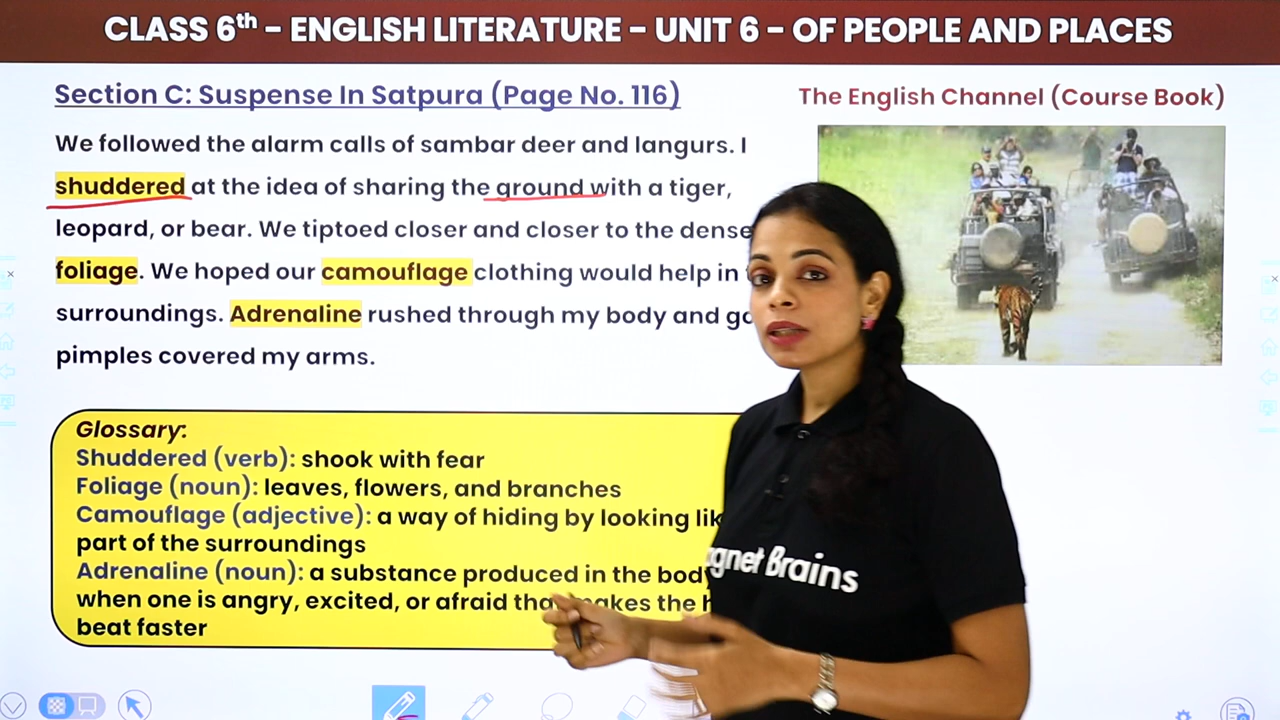 CLASS 6th – ENGLISH LITERATURE – UNIT 6 – OF PEOPLE AND PLACES
Section C: Suspense In Satpura (Page No. 116)
The English Channel (Course Book)
We followed the alarm calls of sambar deer and langurs. I
shuddered at the idea of sharing the ground with a tiger,
leopard, or bear. We tiptoed closer and closer to the dense
foliage. We hoped our camouflage clothing would help in
surroundings. Adrenaline rushed through my body and
pimples covered my arms.
Glossary:
Shuddered (verb): shook with fear
Foliage (noun): leaves, flowers, and branches
Camouflage (adjective): a way of hiding by looking
part of the surroundings
Adrenaline (noun): a substance produced in the body
when one is angry, excited, or afraid makes the
beat faster
Brains